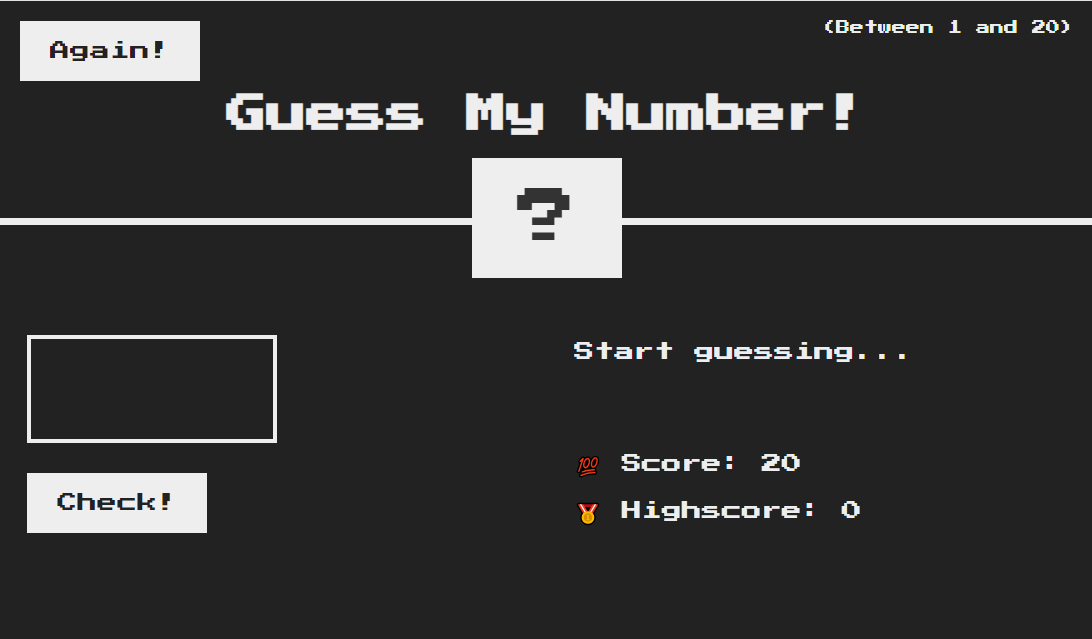 Again!
(Between 1 and 20)
Guess My Number!
?
Start guessing...
Check!
💯 Score: 20
🏅 Highscore: 0